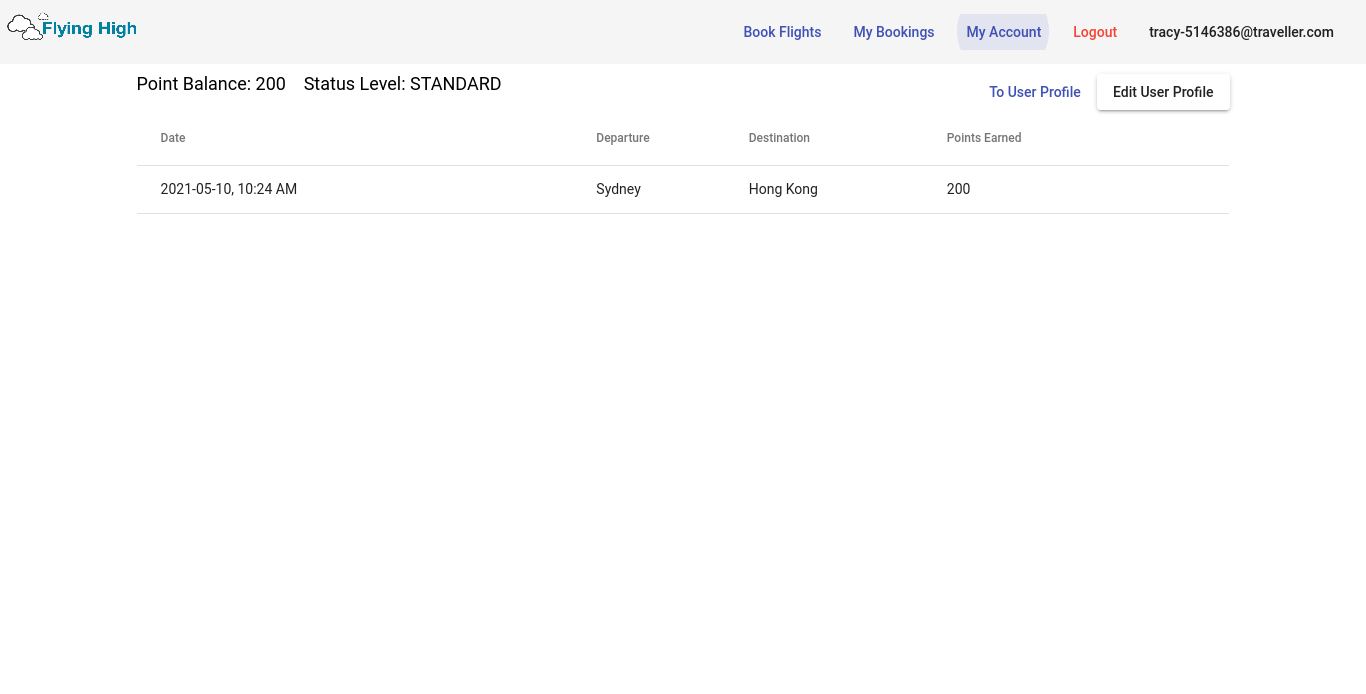 Flying High
Book Flights My Bookings My Account Logout tracy-5146386@traveller.com
Point Balance: 200 Status Level: STANDARD
To User Profile Edit User Profile
Date Departure Destination Points Earned
2021-05-10, 10:24 AM Sydney Hong Kong 200